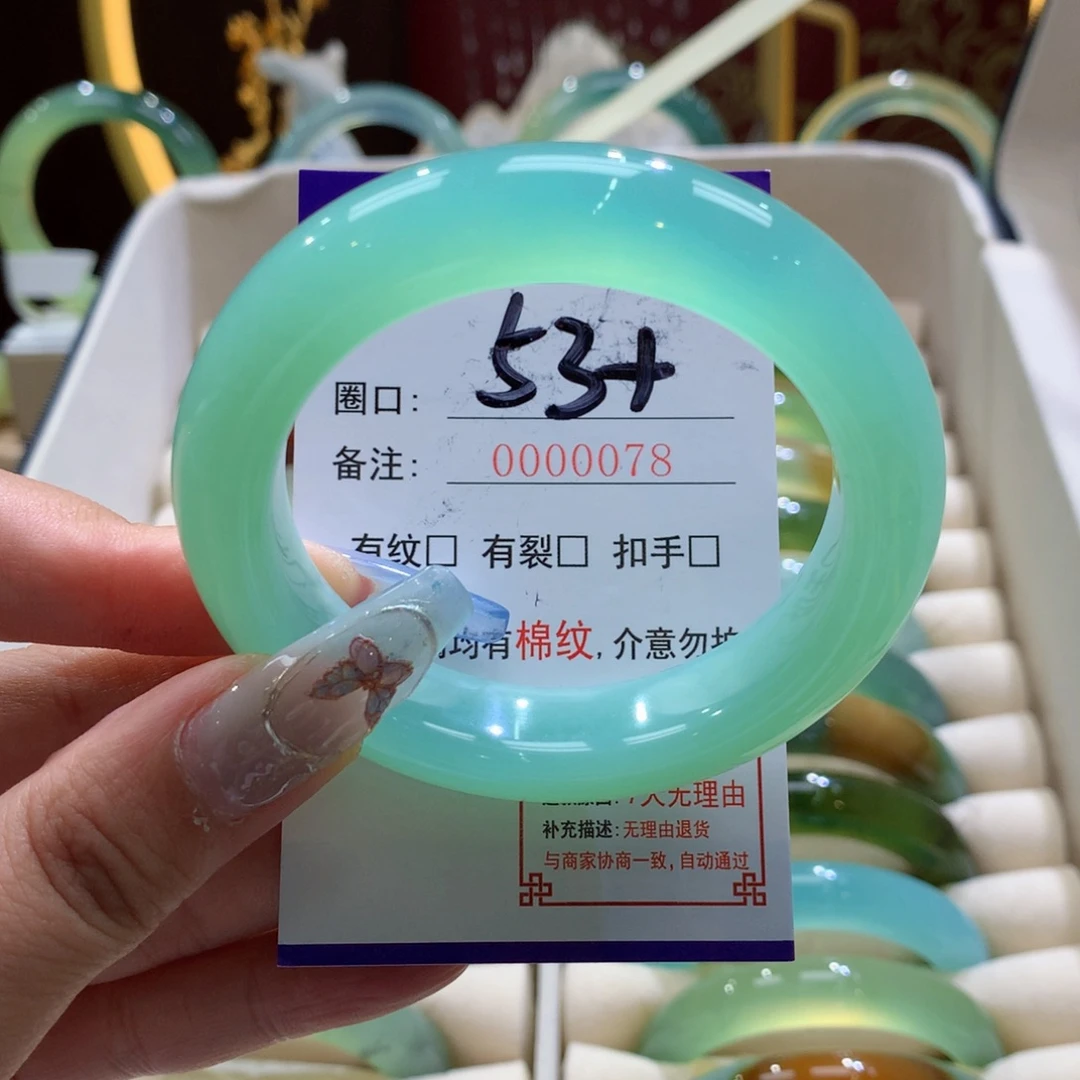 圈口: 53+
备注: 0000078
有纹□ 有裂□ 扣手□
均有棉纹, 介意勿拍
7天无理由
补充描述: 无理由退货
与商家协商一致, 自动通过